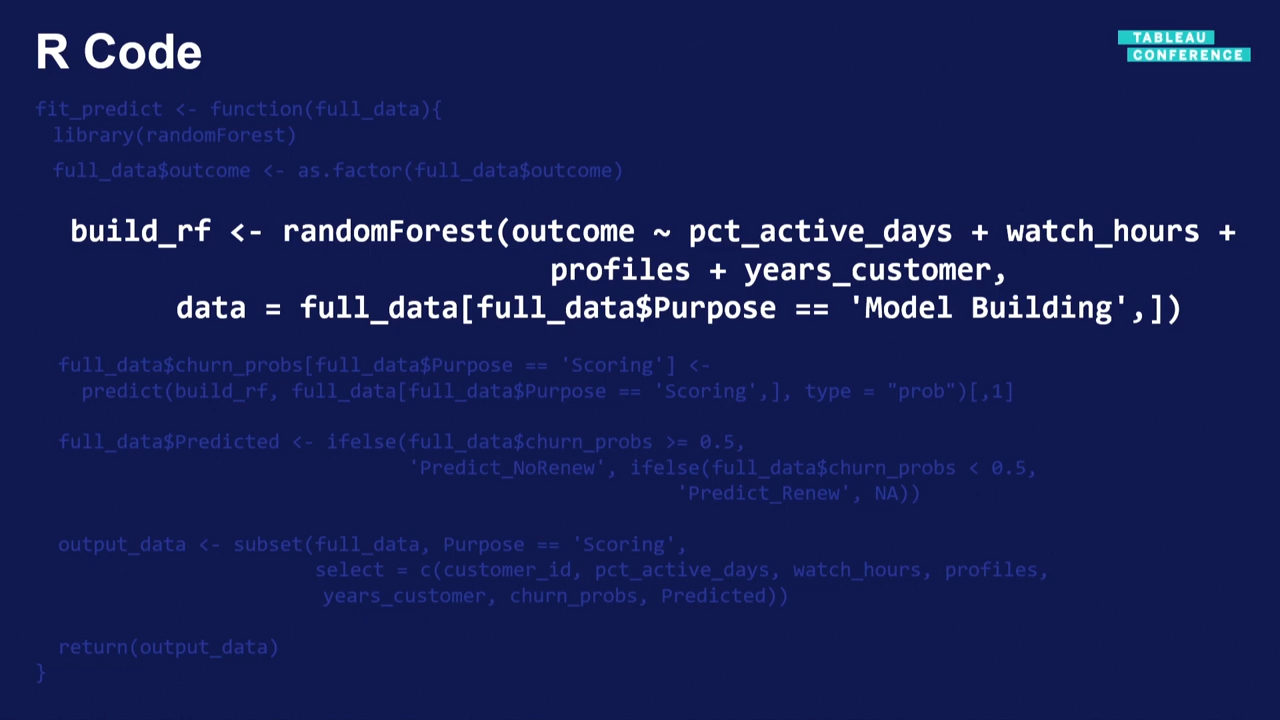 R Code
TABLEAU
CONFERENCE
fit_predict <- function(full_data){
library(randomForest)
full_data$outcome <- as.factor(full_data$outcome)
build_rf <- randomForest(outcome ~ pct_active_days + watch_hours +
profiles + years_customer,
data = full_data[full_data$Purpose == 'Model Building',])
full_data$churn_probs[full_data$Purpose == 'Scoring'] <-
predict(build_rf, full_data[full_data$Purpose == 'Scoring',], type = "prob")[,1]
full_data$Predicted <- ifelse(full_data$churn_probs >= 0.5,
'Predict_NoRenew', ifelse(full_data$churn_probs < 0.5,
'Predict_Renew', NA))
output_data <- subset(full_data, Purpose == 'Scoring',
select = c(customer_id, pct_active_days, watch_hours, profiles,
years_customer, churn_probs, Predicted))
return(output_data)
}